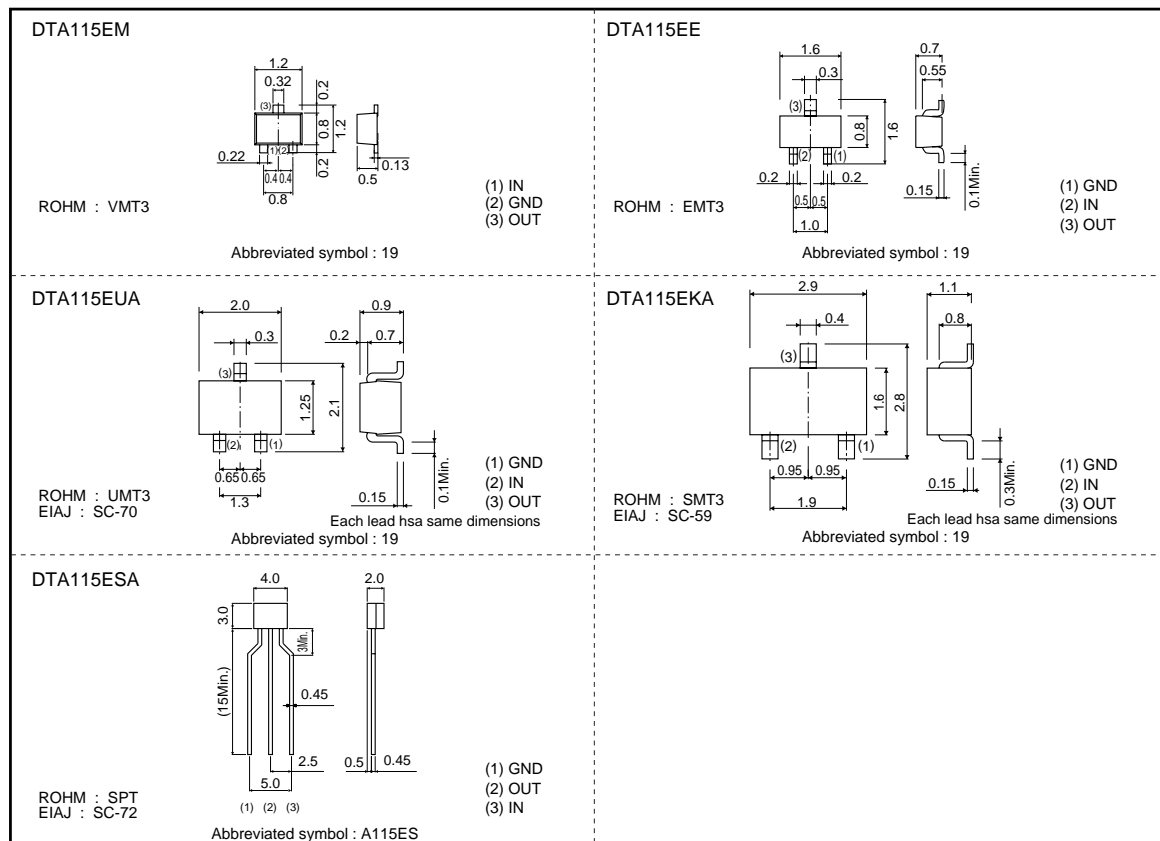 DTA115EM
1.2
0.32
0.2
(3)
0.8
1.2
(1) (2)
0.22
0.2
0.13
0.4 0.4
0.5
0.8
(1) IN
(2) GND
(3) OUT
ROHM : VMT3
Abbreviated symbol : 19
DTA115EE
1.6
0.7
0.3
0.55
(3)
0.8
1.6
(2)
(1)
0.2
0.2
0.15
0.1Min.
0.5 0.5
1.0
(1) GND
(2) IN
(3) OUT
ROHM : EMT3
Abbreviated symbol : 19
DTA115EUA
2.0
0.9
0.3
0.2
0.7
(3)
1.25
2.1
(2)
(1)
0.65 0.65
1.3
0.15
0.1Min.
(1) GND
(2) IN
(3) OUT
ROHM : UMT3
EIAJ : SC-70
Each lead hsa same dimensions
Abbreviated symbol : 19
DTA115EKA
2.9
1.1
0.4
0.8
(3)
1.6
2.8
(2)
(1)
0.95
0.95
1.9
0.15
0.3Min.
(1) GND
(2) IN
(3) OUT
ROHM : SMT3
EIAJ : SC-59
Each lead hsa same dimensions
Abbreviated symbol : 19
DTA115ESA
4.0
2.0
3.0
3Min.
(15Min.)
0.45
2.5
0.5
0.45
5.0
(1) (2) (3)
(1) GND
(2) OUT
(3) IN
ROHM : SPT
EIAJ : SC-72
Abbreviated symbol : A115ES